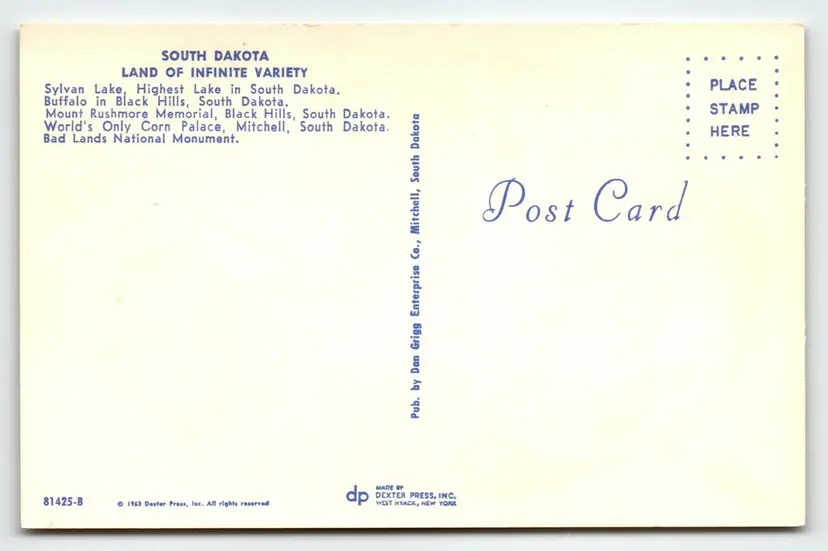 SOUTH DAKOTA
LAND OF INFINITE VARIETY
Sylvan Lake, Highest Lake in South Dakota.
Buffalo in Black Hills, South Dakota.
Mount Rushmore Memorial, Black Hills, South Dakota.
World's Only Corn Palace, Mitchell, South Dakota.
Bad Lands National Monument.
Pub. by Dan Grigg Enterprise Co., Mitchell, South Dakota
PLACE
STAMP
HERE
Post Card
81425-B
© 1963 Dexter Press, Inc. All rights reserved
dp
MADE BY
DEXTER PRESS, INC.
WEST NYACK, NEW YORK